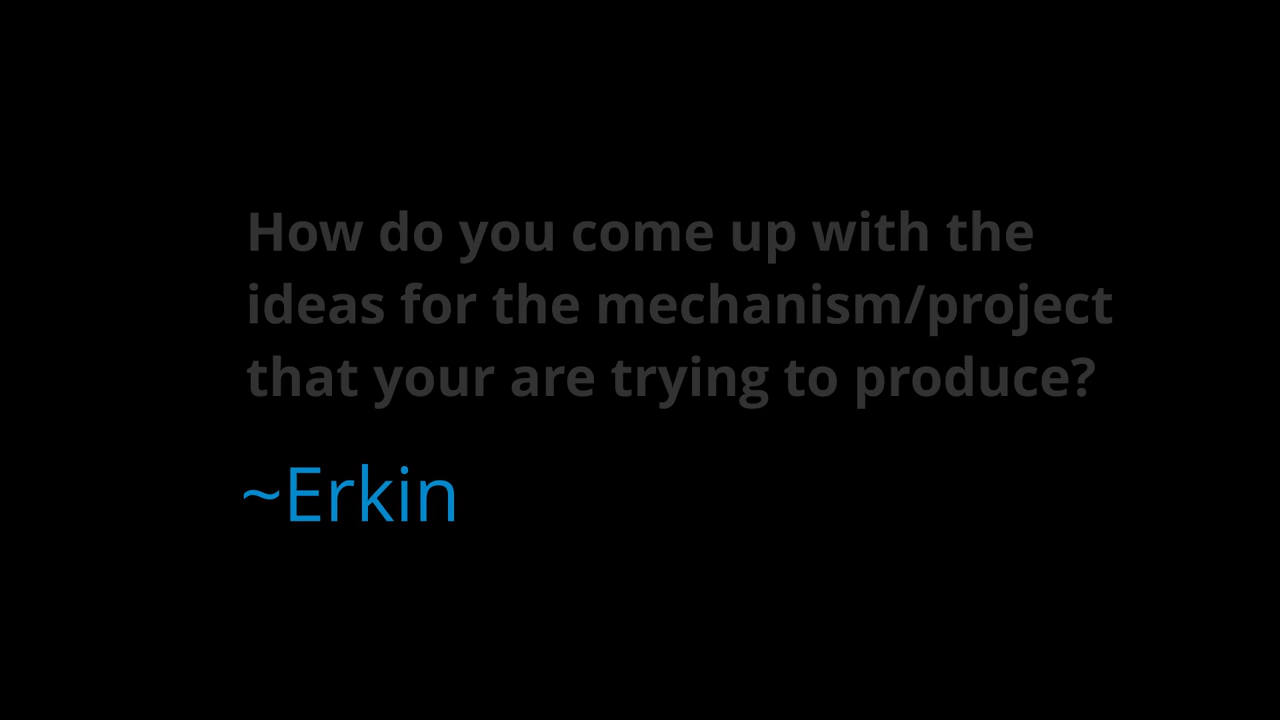 How do you come up with the
ideas for the mechanism/project
that your are trying to produce?
~Erkin